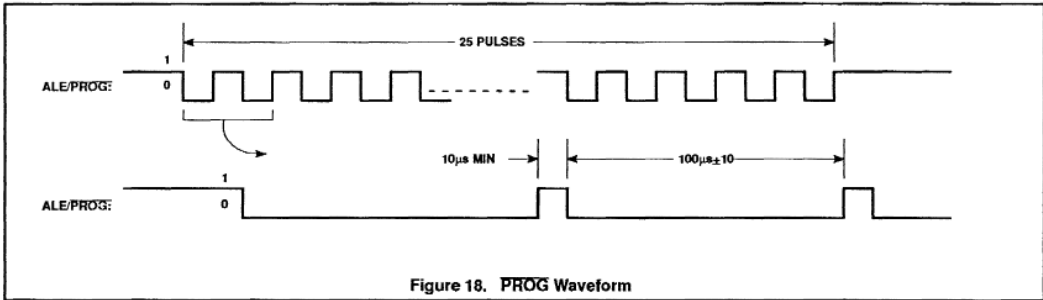 25 PULSES
1
ALE/PROG:
0
10µs MIN
100µs±10
1
ALE/PROG:
0
Figure 18. PROG Waveform